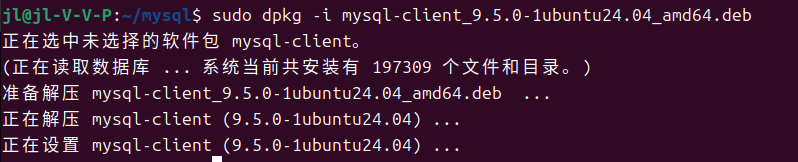 jl@jl-V-V-P:~/mysql$ sudo dpkg -i mysql-client_9.5.0-1ubuntu24.04_amd64.deb
正在选中未选择的软件包 mysql-client。
(正在读取数据库 ... 系统当前共安装有 197309 个文件和目录。)
准备解压 mysql-client_9.5.0-1ubuntu24.04_amd64.deb  ...
正在解压 mysql-client (9.5.0-1ubuntu24.04) ...
正在设置 mysql-client (9.5.0-1ubuntu24.04) ...